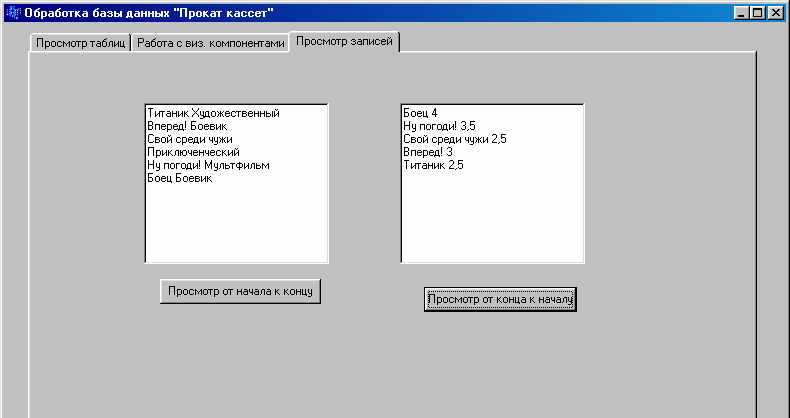 Обработка базы данных "Прокат кассет"
Просмотр таблиц
Работа с виз. компонентами
Просмотр записей
Титаник Художественный
Вперед! Боевик
Свой среди чужи
Приключенческий
Ну погоди! Мультфильм
Боец Боевик
Боец 4
Ну погоди! 3,5
Свой среди чужи 2,5
Вперед! 3
Титаник 2,5
Просмотр от начала к концу
Просмотр от конца к началу